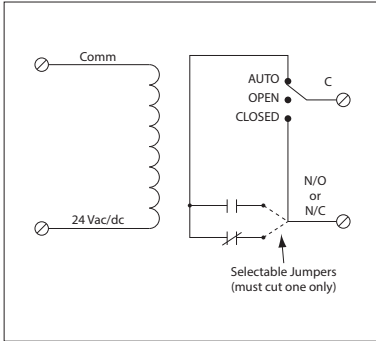 Comm
24 Vac/dc
AUTO
OPEN
CLOSED
C
N/O
or
N/C
Selectable Jumpers
(must cut one only)